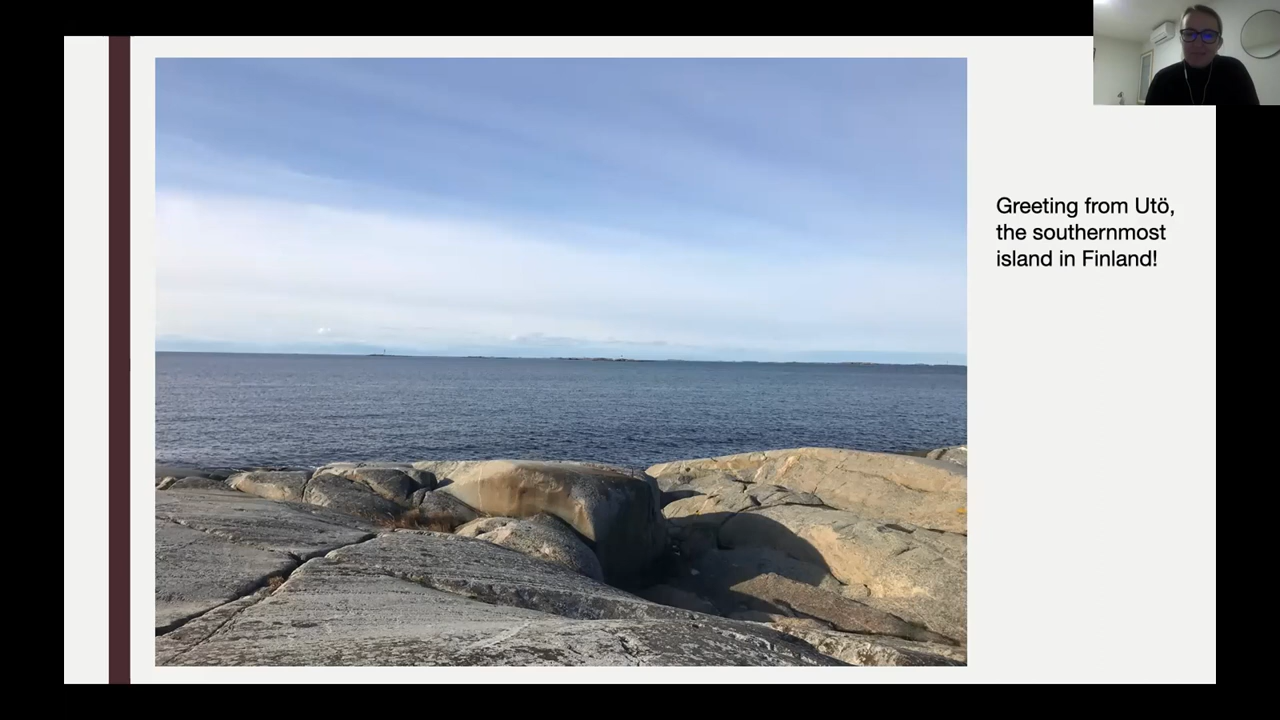 Greeting from Utö,
the southernmost
island in Finland!